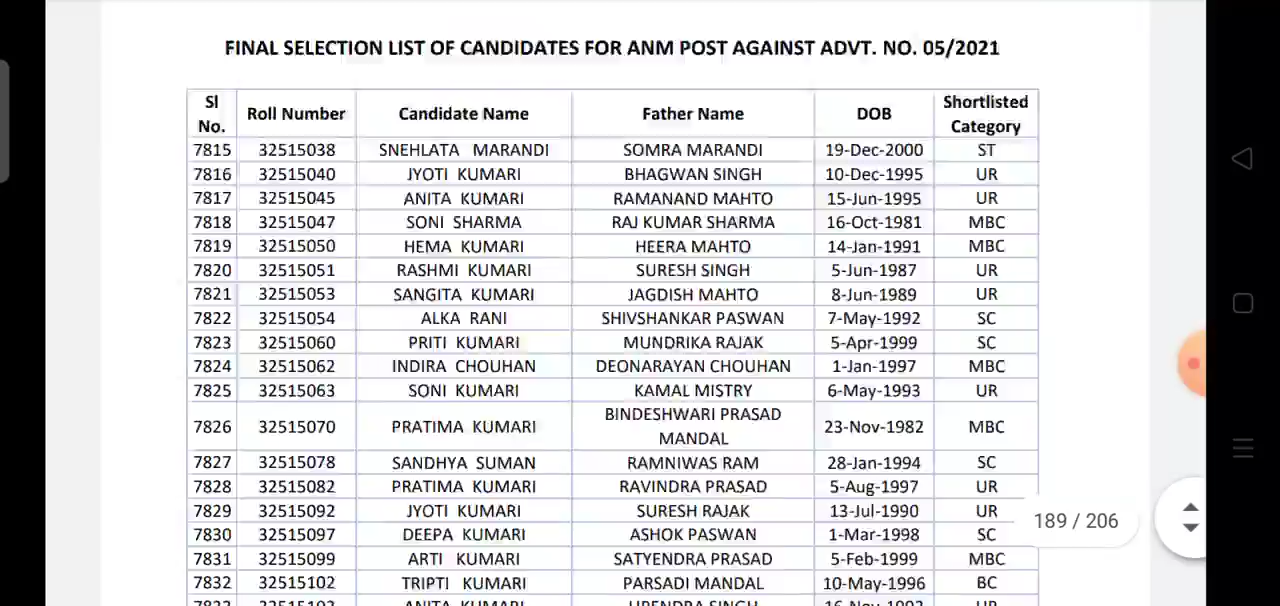 FINAL SELECTION LIST OF CANDIDATES FOR ANM POST AGAINST ADVT. NO. 05/2021
Sl No. Roll Number Candidate Name Father Name DOB Shortlisted Category
7815 32515038 SNEHLATA MARANDI SOMRA MARANDI 19-Dec-2000 ST
7816 32515040 JYOTI KUMARI BHAGWAN SINGH 10-Dec-1995 UR
7817 32515045 ANITA KUMARI RAMANAND MAHTO 15-Jun-1995 UR
7818 32515047 SONI SHARMA RAJ KUMAR SHARMA 16-Oct-1981 MBC
7819 32515050 HEMA KUMARI HEERA MAHTO 14-Jan-1991 MBC
7820 32515051 RASHMI KUMARI SURESH SINGH 5-Jun-1987 UR
7821 32515053 SANGITA KUMARI JAGDISH MAHTO 8-Jun-1989 UR
7822 32515054 ALKA RANI SHIVSHANKAR PASWAN 7-May-1992 SC
7823 32515060 PRITI KUMARI MUNDRIKA RAJAK 5-Apr-1999 SC
7824 32515062 INDIRA CHOUHAN DEONARAYAN CHOUHAN 1-Jan-1997 MBC
7825 32515063 SONI KUMARI KAMAL MISTRY 6-May-1993 UR
7826 32515070 PRATIMA KUMARI BINDESHWARI PRASAD MANDAL 23-Nov-1982 MBC
7827 32515078 SANDHYA SUMAN RAMNIWAS RAM 28-Jan-1994 SC
7828 32515082 PRATIMA KUMARI RAVINDRA PRASAD 5-Aug-1997 UR
7829 32515092 JYOTI KUMARI SURESH RAJAK 13-Jul-1990 UR
7830 32515097 DEEPA KUMARI ASHOK PASWAN 1-Mar-1998 SC
7831 32515099 ARTI KUMARI SATYENDRA PRASAD 5-Feb-1999 MBC
7832 32515102 TRIPTI KUMARI PARSADI MANDAL 10-May-1996 BC
ANITA KUMARI UPENDRA SINGH UR
189 / 206